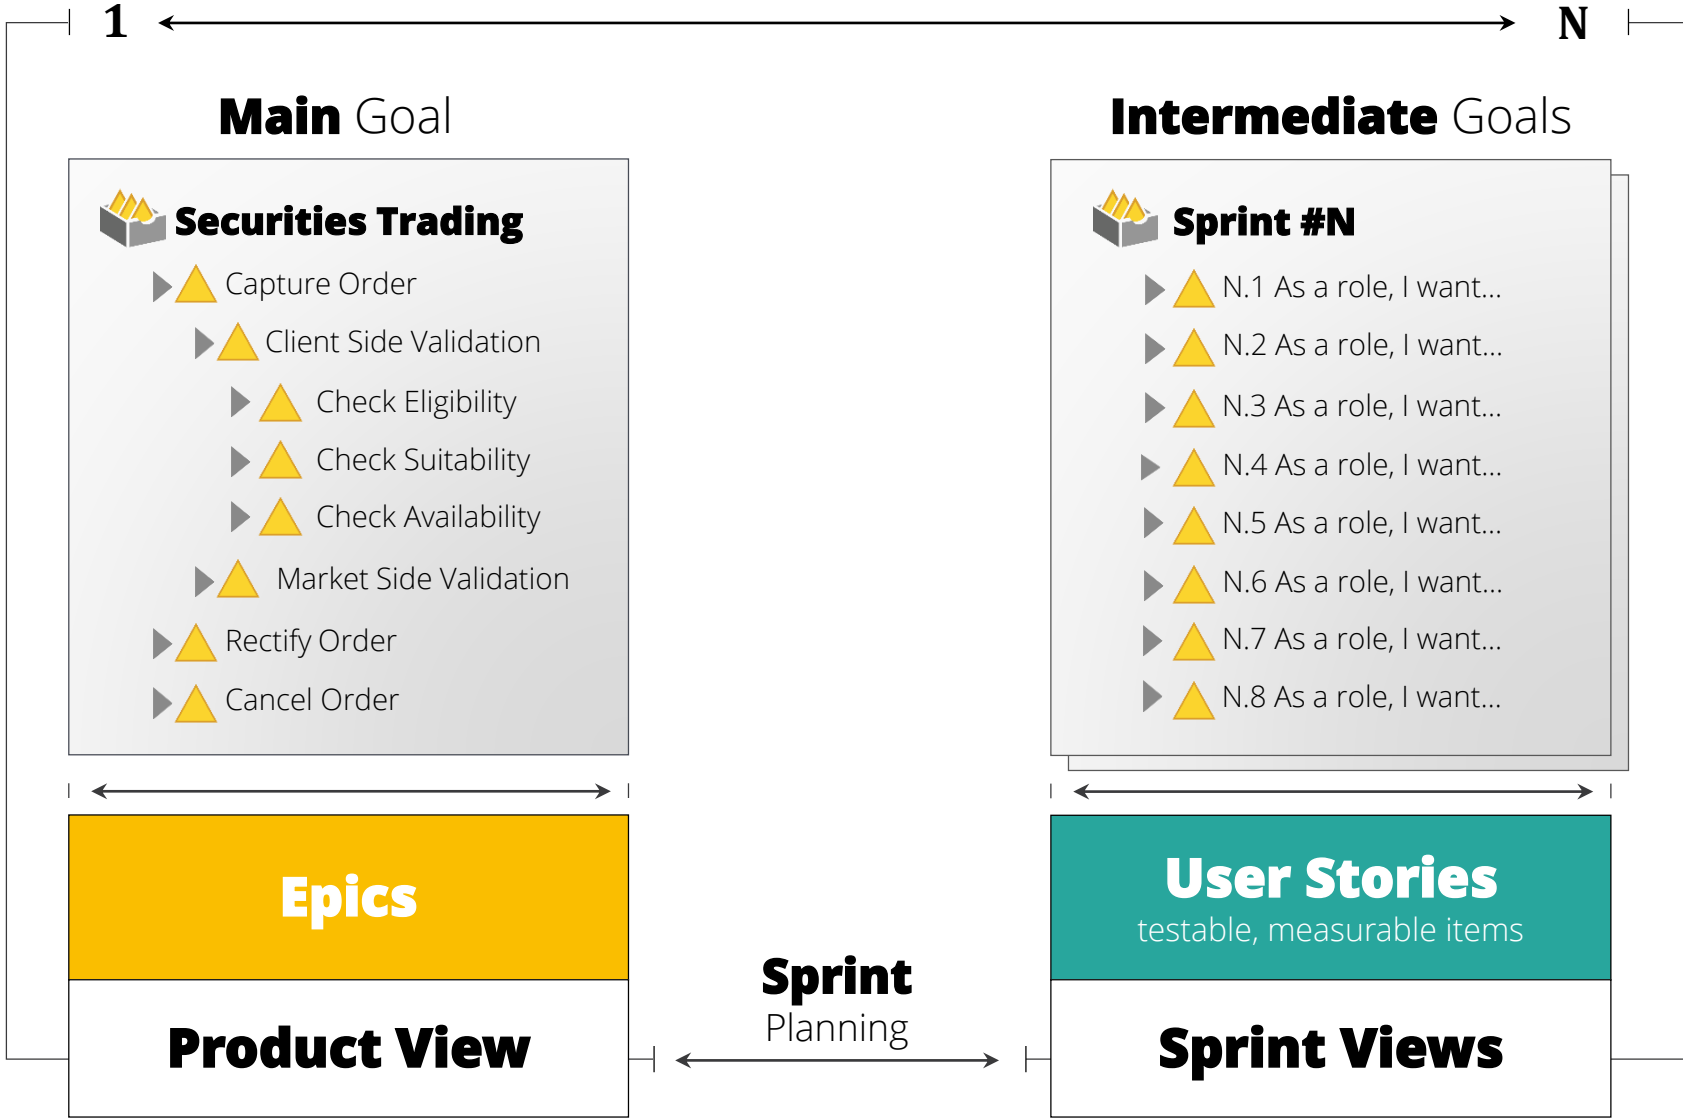 1
N
Main Goal
Securities Trading
Capture Order
Client Side Validation
Check Eligibility
Check Suitability
Check Availability
Market Side Validation
Rectify Order
Cancel Order
Epics
Product View
Sprint
Planning
Intermediate Goals
Sprint #N
N.1 As a role, I want...
N.2 As a role, I want...
N.3 As a role, I want...
N.4 As a role, I want...
N.5 As a role, I want...
N.6 As a role, I want...
N.7 As a role, I want...
N.8 As a role, I want...
User Stories
testable, measurable items
Sprint Views